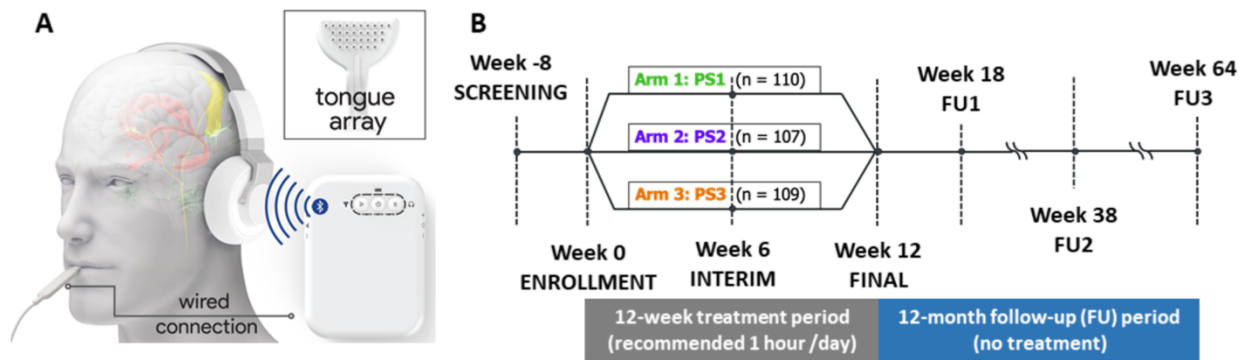 A
tongue
array
wired
connection
B
Week -8
SCREENING
Arm 1: PS1 (n = 110)
Arm 2: PS2 (n = 107)
Arm 3: PS3 (n = 109)
Week 0
ENROLLMENT
Week 6
INTERIM
Week 12
FINAL
Week 18
FU1
Week 38
FU2
Week 64
FU3
12-week treatment period
(recommended 1 hour /day)
12-month follow-up (FU) period
(no treatment)